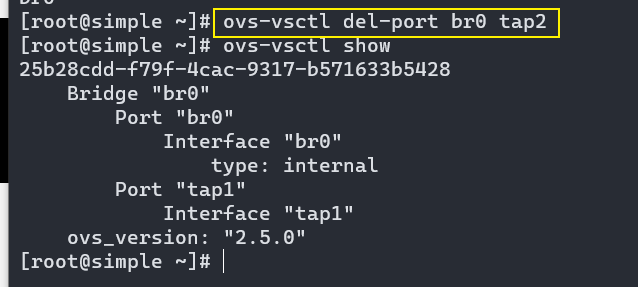 [root@simple ~]# ovs-vsctl del-port br0 tap2
[root@simple ~]# ovs-vsctl show
25b28cdd-f79f-4cac-9317-b571633b5428
    Bridge "br0"
        Port "br0"
            Interface "br0"
                type: internal
        Port "tap1"
            Interface "tap1"
    ovs_version: "2.5.0"
[root@simple ~]#